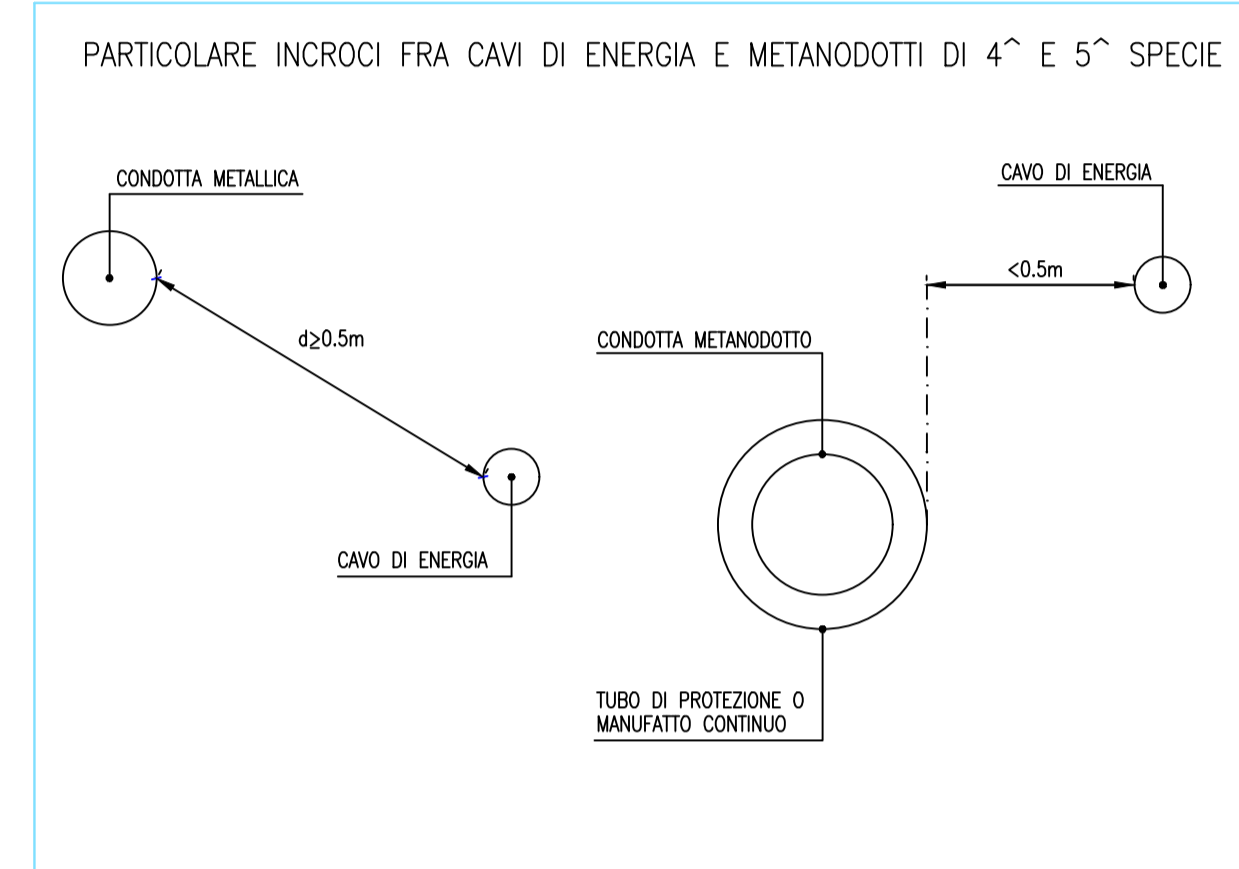 PARTICOLARE INCROCI FRA CAVI DI ENERGIA E METANODOTTI DI 4^ E 5^ SPECIE
CONDOTTA METALLICA
d≥0.5m
CAVO DI ENERGIA
CAVO DI ENERGIA
<0.5m
CONDOTTA METANODOTTO
TUBO DI PROTEZIONE O
MANUFATTO CONTINUO